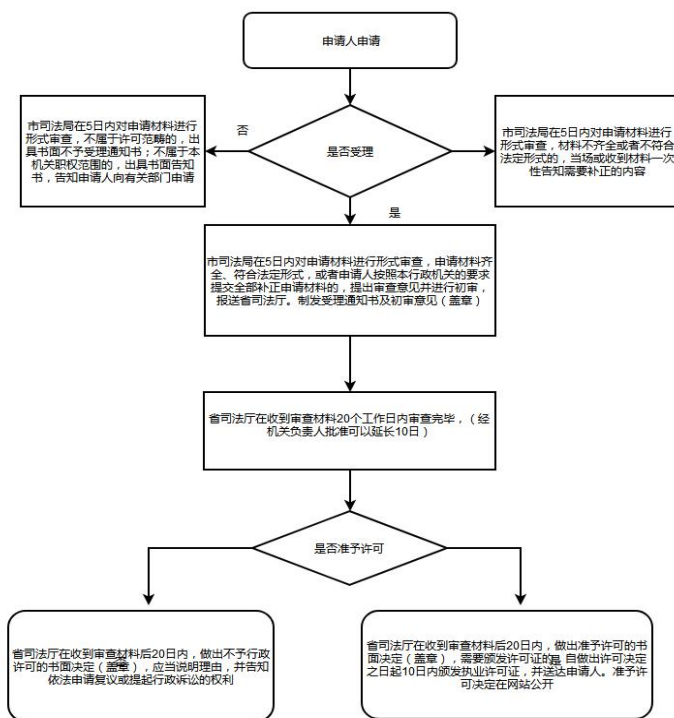 申请人申请
市司法局在5日内对申请材料进行
形式审查，不属于许可范畴的，出
具书面不予受理通知书；不属于本
机关职权范围的，出具书面告知
书，告知申请人向有关部门申请
否
是否受理
市司法局在5日内对申请材料进行
形式审查，材料不齐全或者不符合
法定形式的，当场或收到材料一次
性告知需要补正的内容
是
市司法局在5日内对申请材料进行形式审查，申请材料齐
全、符合法定形式，或者申请人按照本行政机关的要求
提交全部补正申请材料的，提出审查意见并进行初审，
报送省司法厅。制发受理通知书及初审意见（盖章）
省司法厅在收到审查材料20个工作日内审查完毕，（经
机关负责人批准可以延长10日）
是否准予许可
省司法厅在收到审查材料后20日内，做出不予行政
许可的书面决定（盖章），应当说明理由，并告知
依法申请复议或提起行政诉讼的权利
否
省司法厅在收到审查材料后20日内，做出准予许可的书
面决定（盖章），需要颁发许可证的，自做出许可决定
之日起10日内颁发执业许可证，并送达申请人。准予许
可决定在网站公开
是